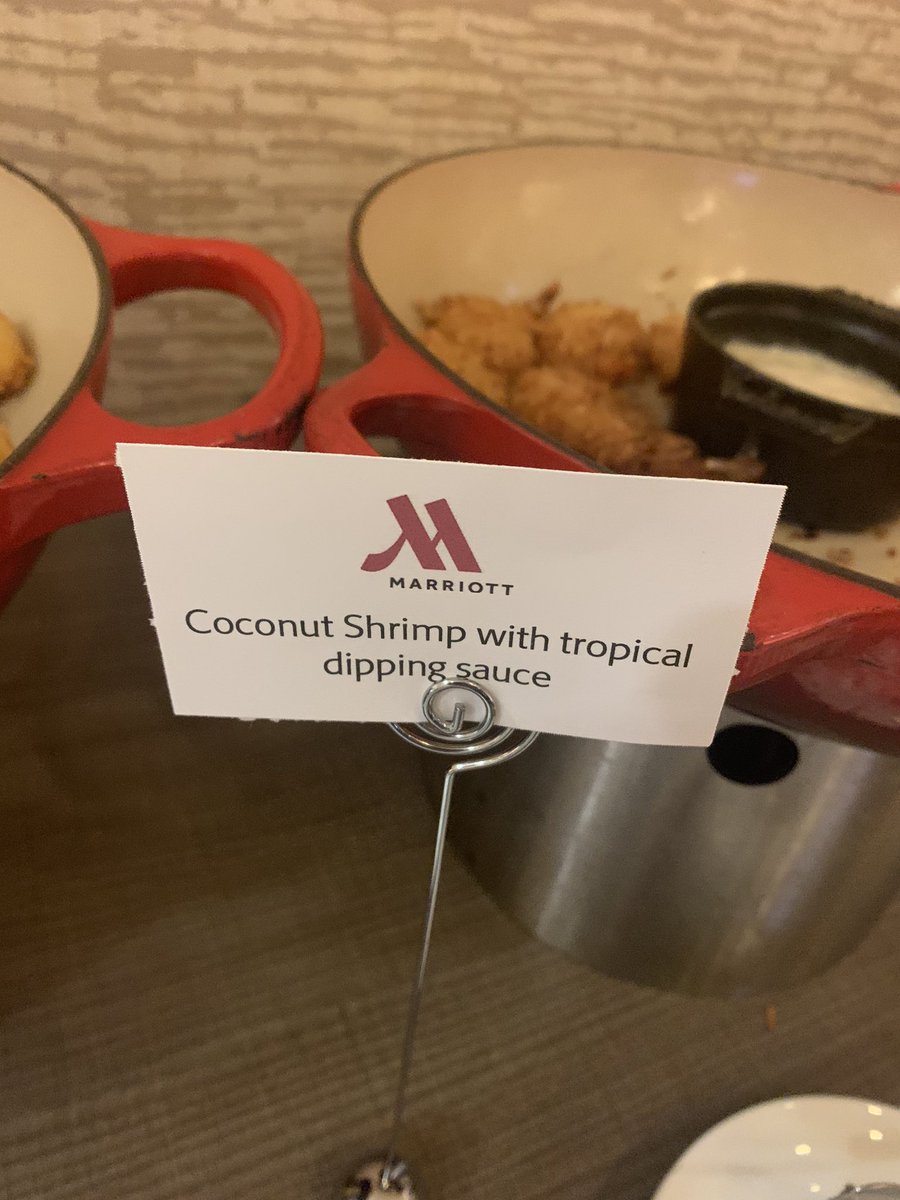 MARRIOTT
Coconut Shrimp with tropical
dipping sauce